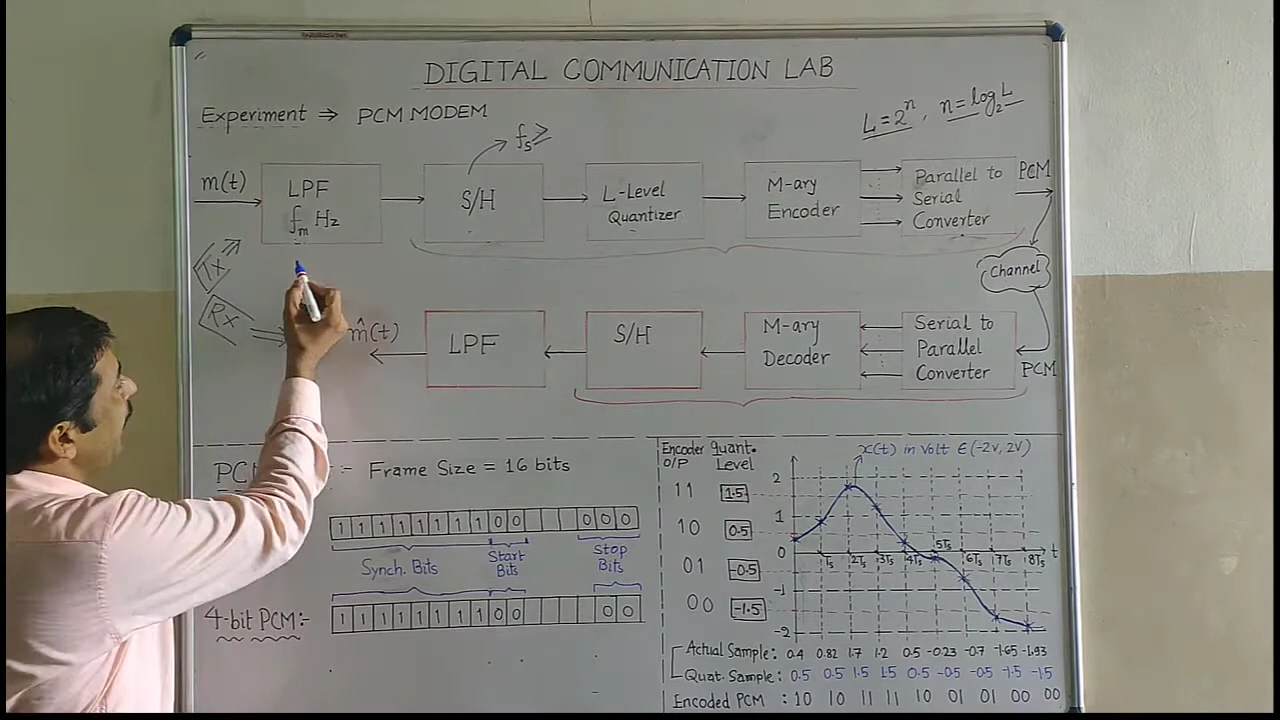 DIGITAL COMMUNICATION LAB
Experiment ⇒ PCM MODEM
L=2ⁿ, n=log₂L
fs ≥
m(t)
LPF
fm Hz
S/H
L-Level
Quantizer
M-ary
Encoder
Parallel to
Serial
Converter
PCM
Tx
Channel
Rx
m̂(t)
LPF
S/H
M-ary
Decoder
Serial to
Parallel
Converter
PCM
PC :- Frame Size = 16 bits
1 1 1 1 1 1 1 1 0 0 0 0 0
Synch. Bits
Start
Bits
Stop
Bits
4-bit PCM:-
1 1 1 1 1 1 1 1 0 0 0 0
Encoder Quant.
O/P Level
x(t) in Volt ∈ (-2v, 2V)
11 1.5
10 0.5
01 -0.5
00 -1.5
2
1
0
-1
-2
Ts 2Ts 3Ts 4Ts 5Ts 6Ts 7Ts 8Ts t
Actual Sample: 0.4 0.82 1.7 1.2 0.5 -0.23 -0.7 -1.65 -1.93
Quat. Sample: 0.5 0.5 1.5 1.5 0.5 -0.5 -0.5 -1.5 -1.5
Encoded PCM : 10 10 11 11 10 01 01 00 00